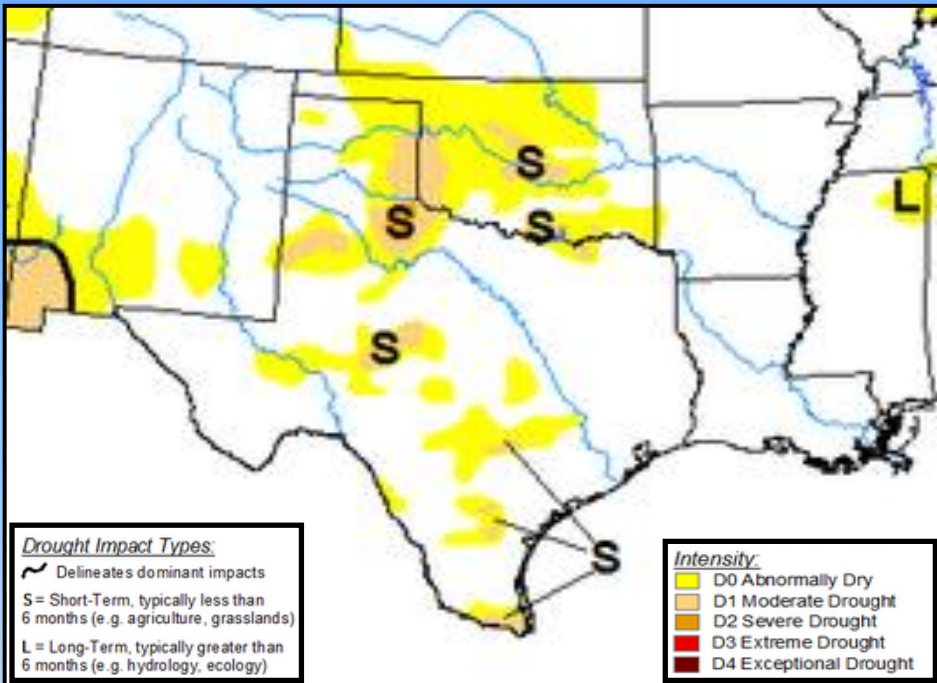 S
L
S
S
S
S
Drought Impact Types:
Delineates dominant impacts
S = Short-Term, typically less than
6 months (e.g. agriculture, grasslands)
L = Long-Term, typically greater than
6 months (e.g. hydrology, ecology)
Intensity:
D0 Abnormally Dry
D1 Moderate Drought
D2 Severe Drought
D3 Extreme Drought
D4 Exceptional Drought